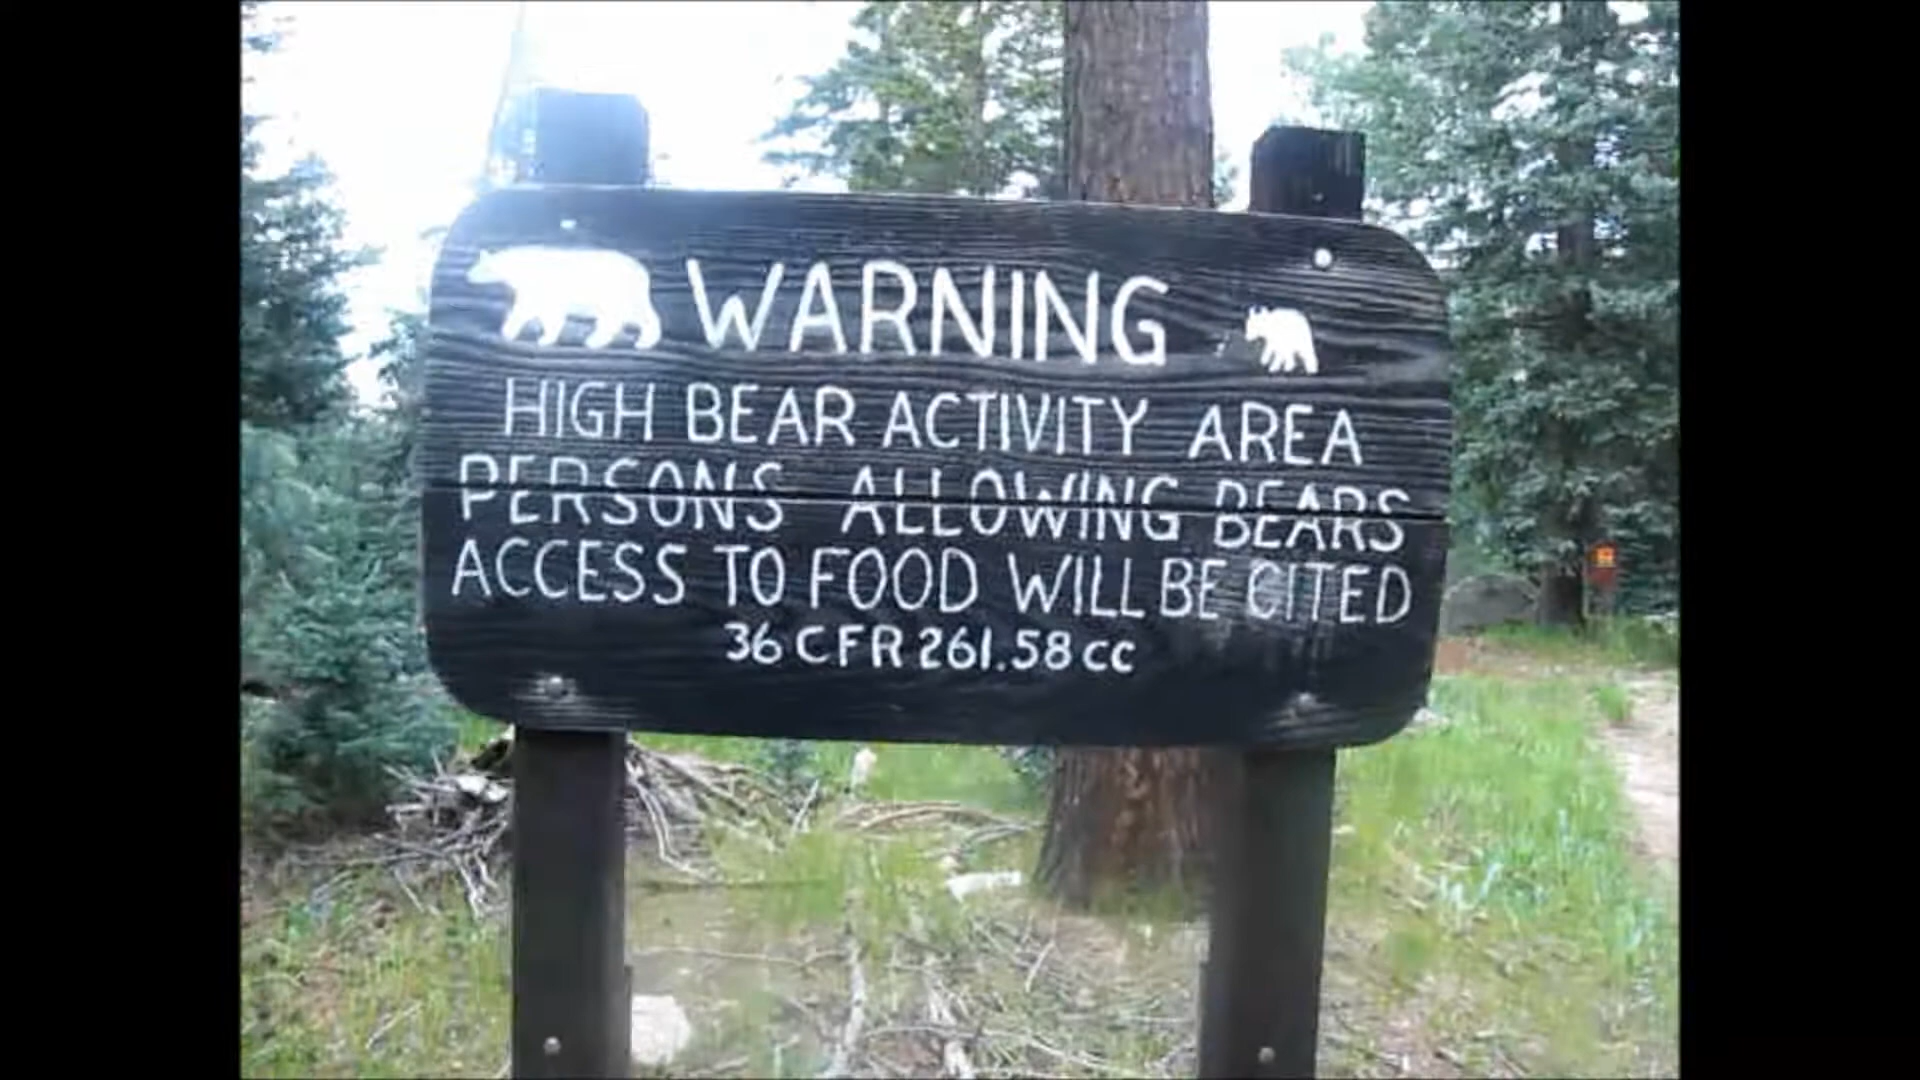 WARNING
HIGH BEAR ACTIVITY AREA
PERSONS ALLOWING BEARS
ACCESS TO FOOD WILL BE CITED
36 CFR 261.58 cc